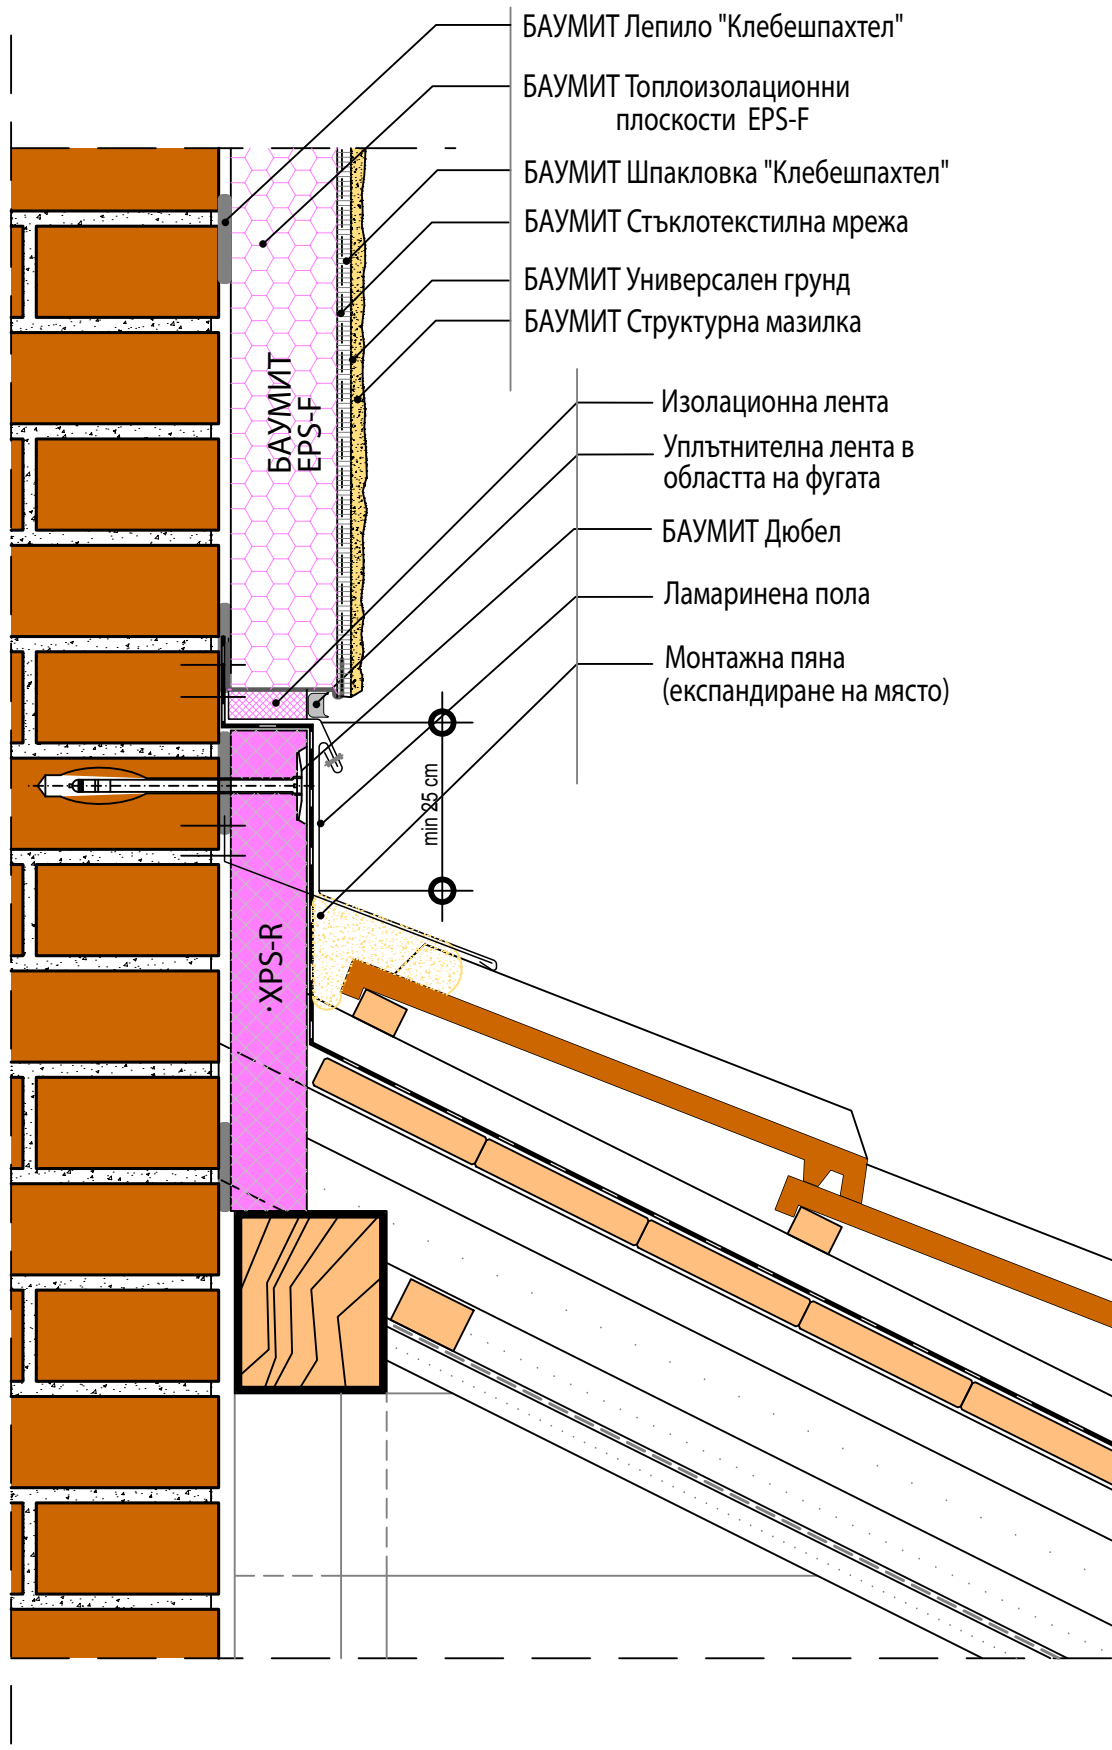 БАУМИТ Лепило "Клебешпахтел"
БАУМИТ Топлоизолационни
плоскости EPS-F
БАУМИТ Шпакловка "Клебешпахтел"
БАУМИТ Стъклотекстилна мрежа
БАУМИТ Универсален грунд
БАУМИТ Структурна мазилка
БАУМИТ
EPS-F
Изолационна лента
Уплътнителна лента в
областта на фугата
БАУМИТ Дюбел
Ламаринена пола
Монтажна пяна
(експандиране на място)
min 25 cm
XPS-R